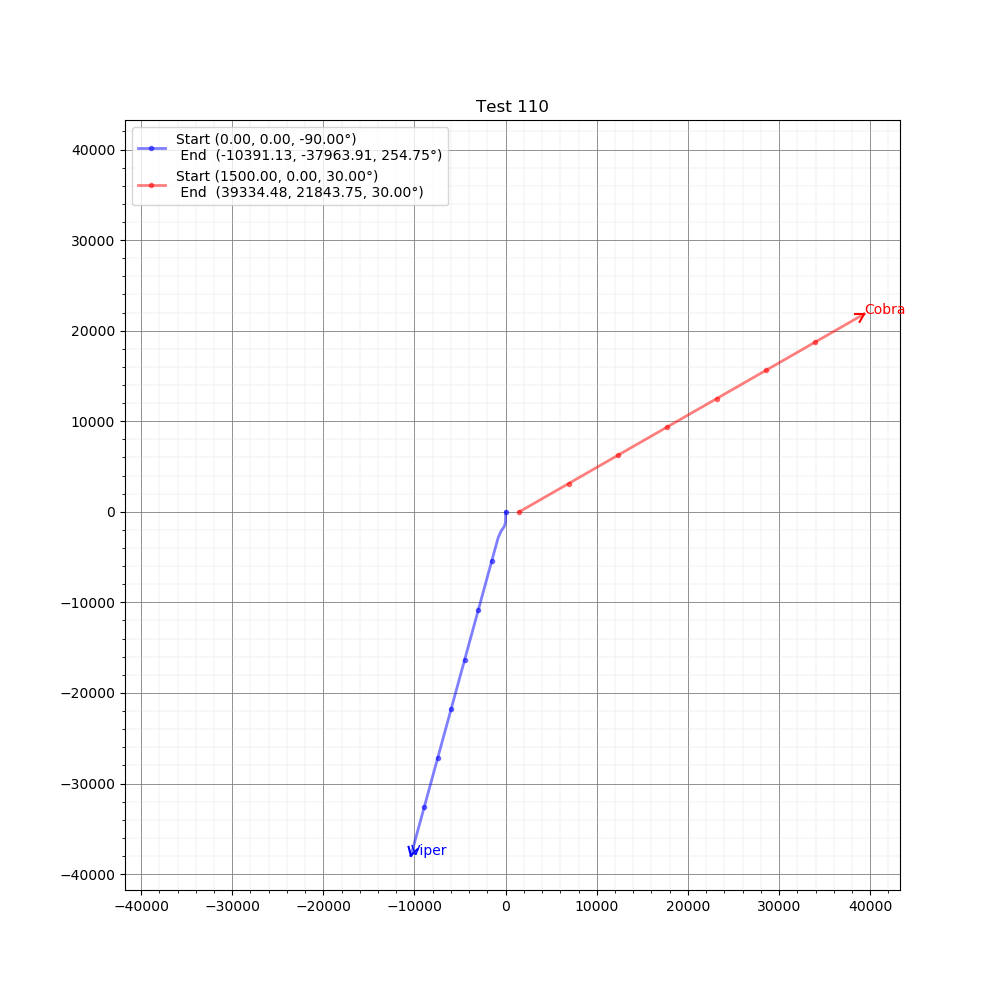 Test 110
Start (0.00, 0.00, -90.00°)
End (-10391.13, -37963.91, 254.75°)
Start (1500.00, 0.00, 30.00°)
End (39334.48, 21843.75, 30.00°)
40000
30000
20000
10000
0
−10000
−20000
−30000
−40000
Cobra
Viper
−40000 −30000 −20000 −10000 0 10000 20000 30000 40000